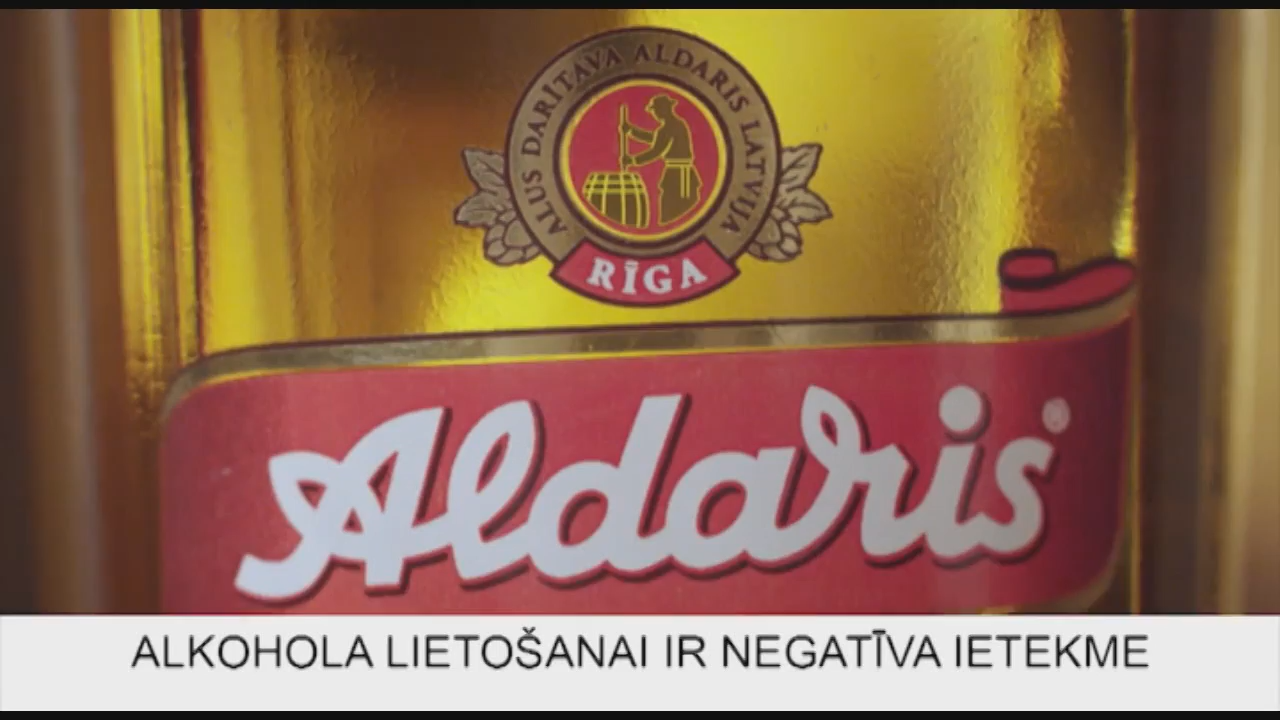 ALUS DARĪTAVA ALDARIS LATVIJA
RĪGA
Aldaris®
ALKOHOLA LIETOŠANAI IR NEGATĪVA IETEKME